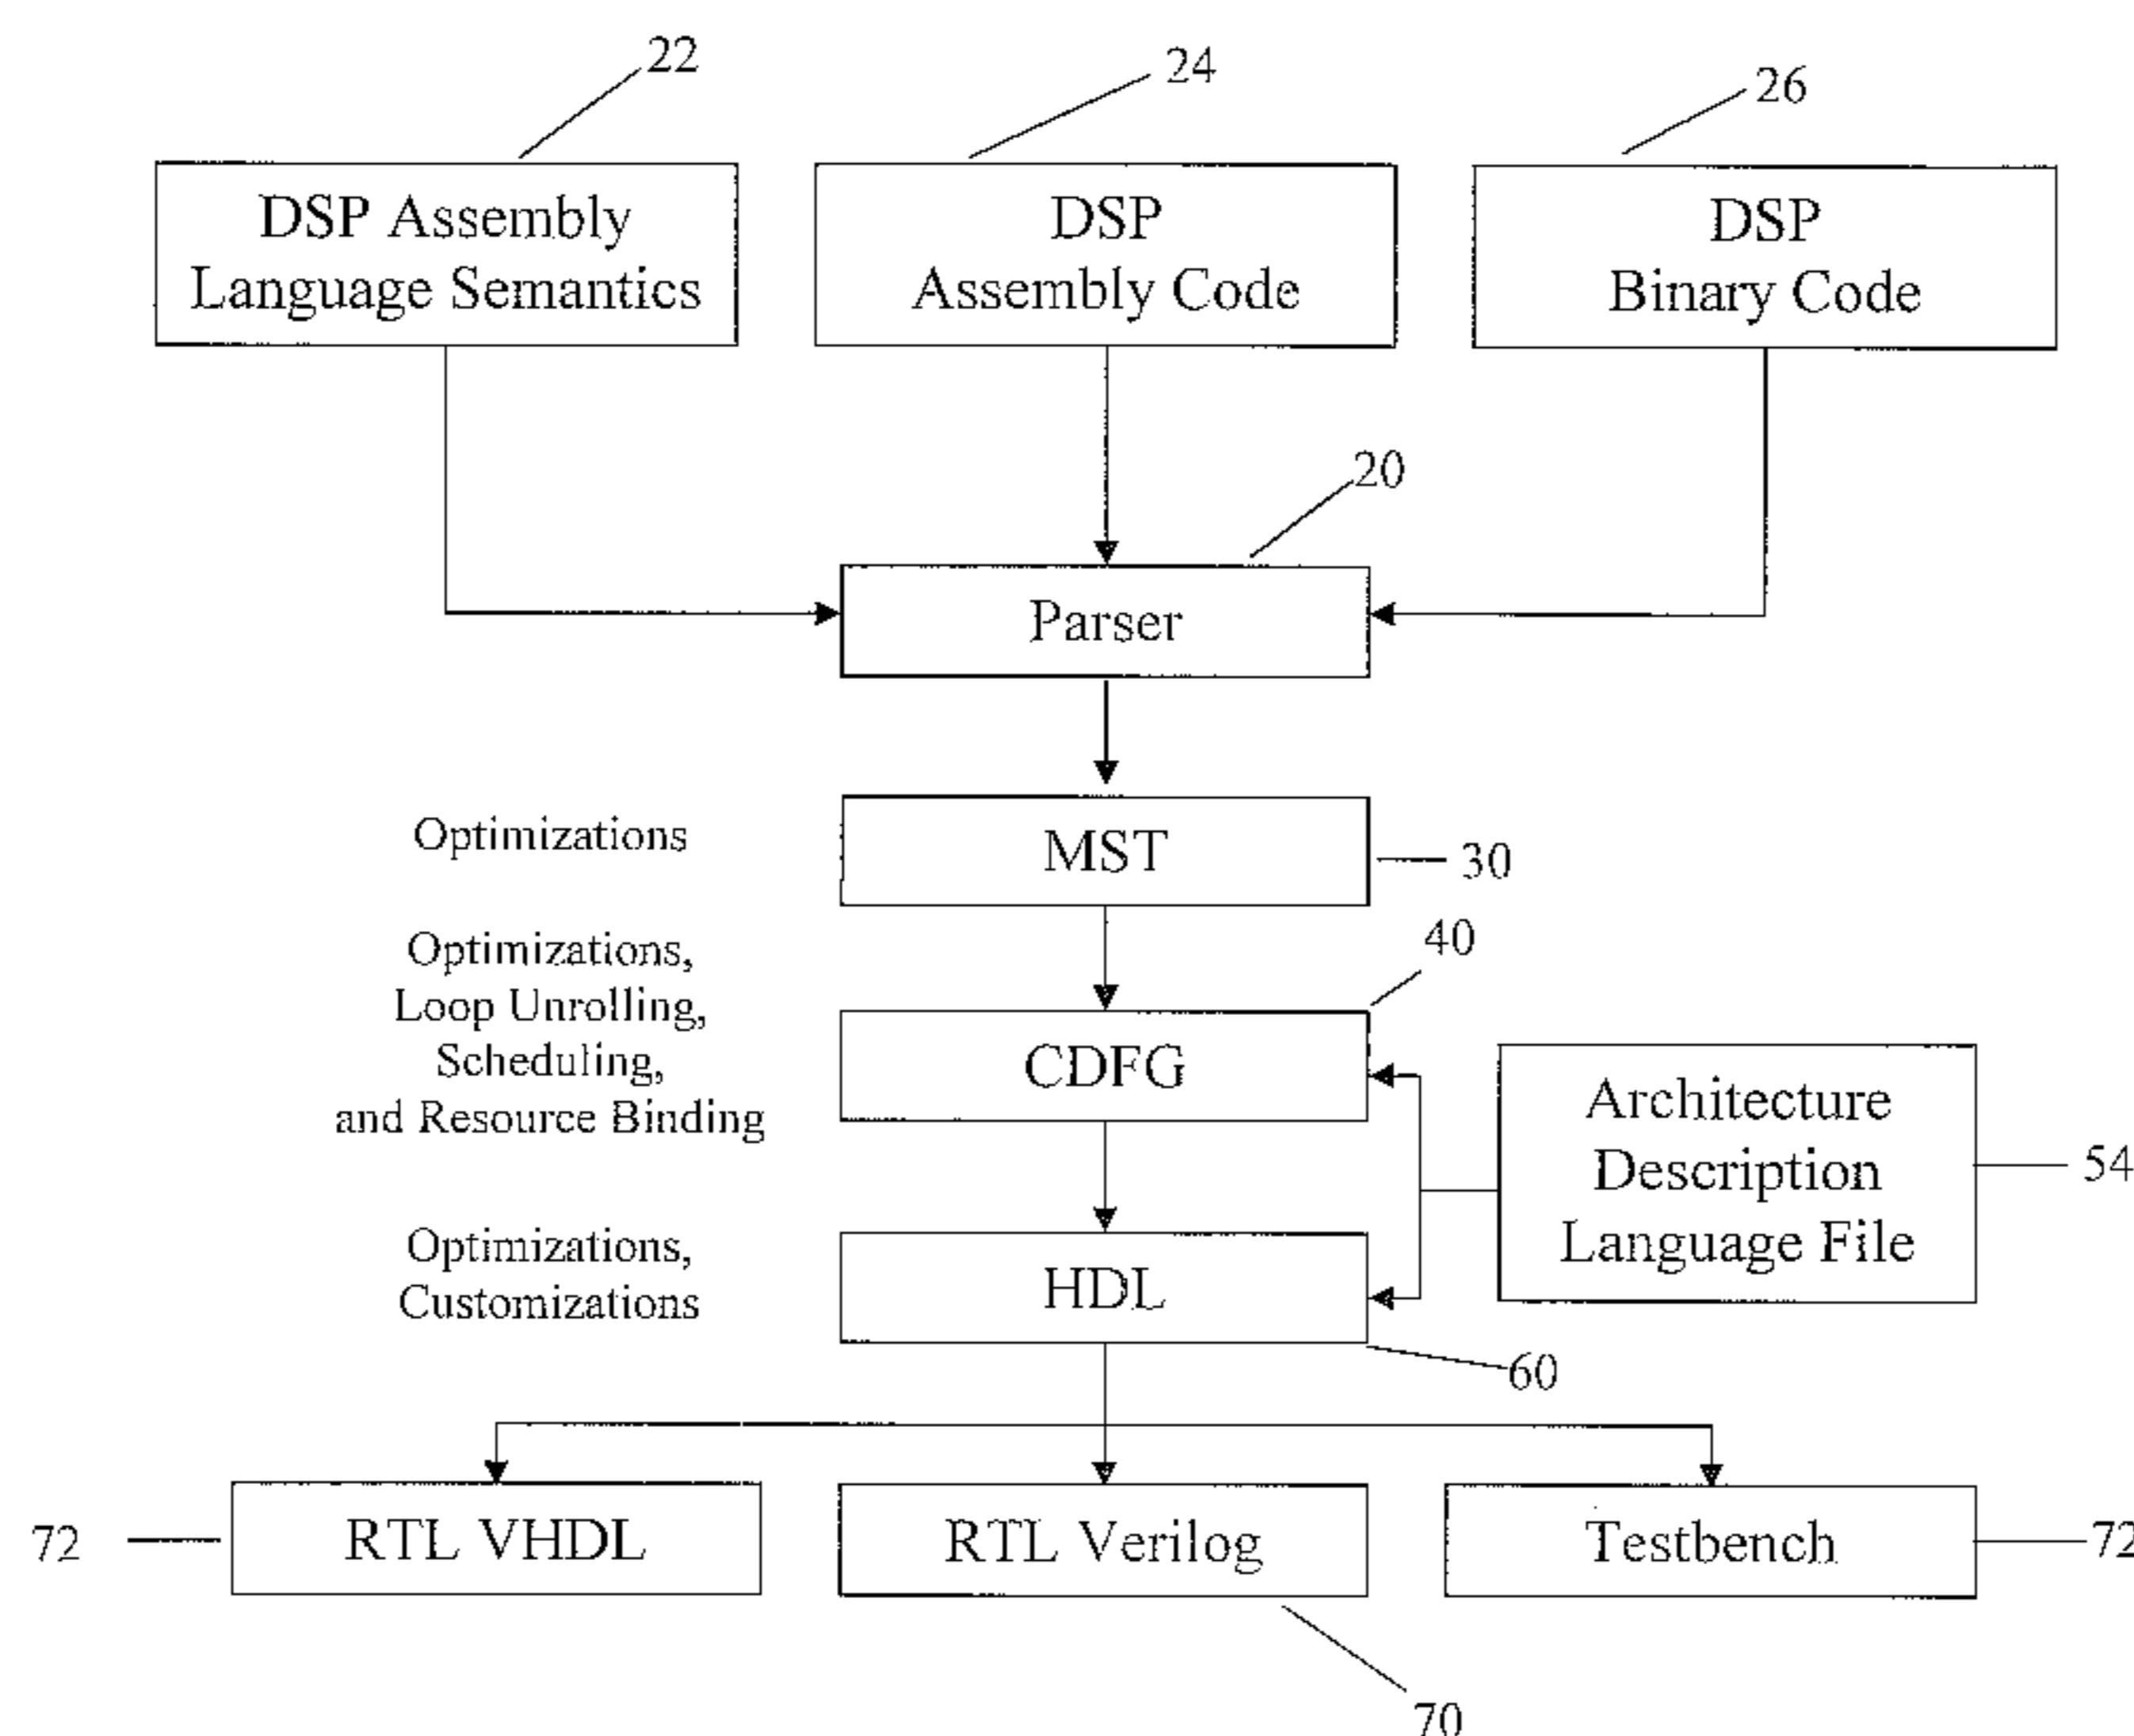 22
24
26
DSP Assembly
Language Semantics
DSP
Assembly Code
DSP
Binary Code
20
Parser
Optimizations
MST
30
Optimizations,
Loop Unrolling,
Scheduling,
and Resource Binding
40
CDFG
Architecture
Description
Language File
54
Optimizations,
Customizations
HDL
60
72
RTL VHDL
RTL Verilog
Testbench
72
70